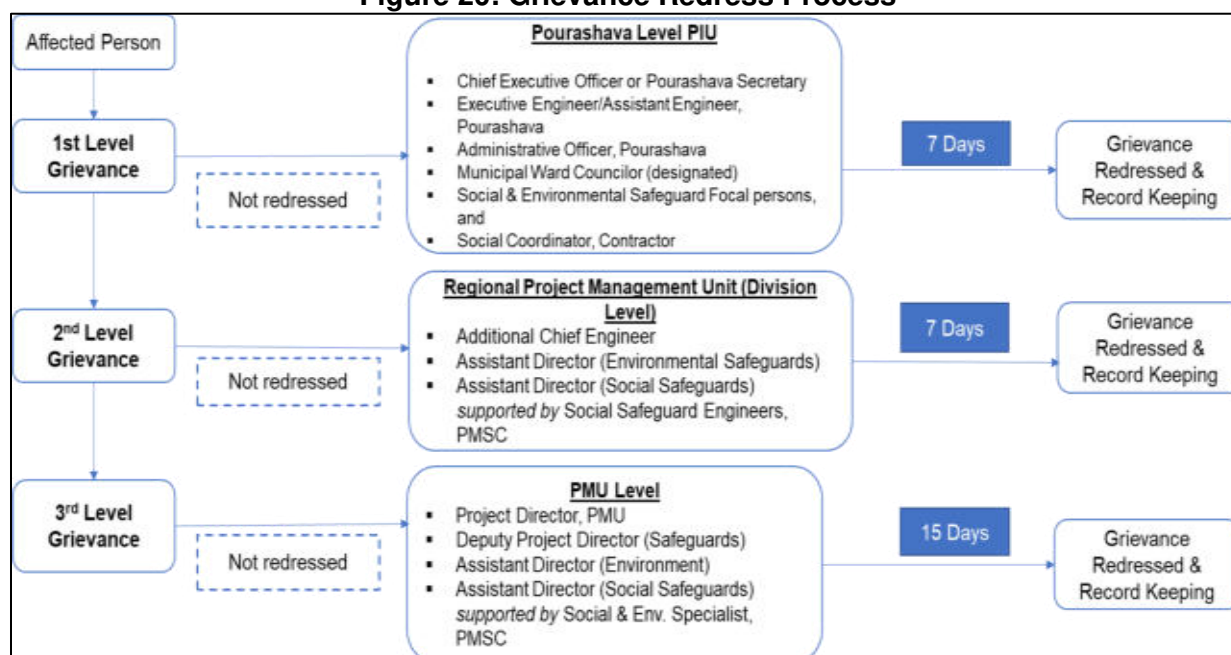 Figure 20: Grievance Redress Process
Affected Person
Pourashava Level PIU
▪ Chief Executive Officer or Pourashava Secretary
▪ Executive Engineer/Assistant Engineer,
Pourashava
▪ Administrative Officer, Pourashava
▪ Municipal Ward Councilor (designated)
▪ Social & Environmental Safeguard Focal persons,
and
▪ Social Coordinator, Contractor
1st Level
Grievance
Not redressed
7 Days
Grievance
Redressed &
Record Keeping
Regional Project Management Unit (Division
Level)
▪ Additional Chief Engineer
▪ Assistant Director (Environmental Safeguards)
▪ Assistant Director (Social Safeguards)
supported by Social Safeguard Engineers,
PMSC
2nd Level
Grievance
Not redressed
7 Days
Grievance
Redressed &
Record Keeping
PMU Level
▪ Project Director, PMU
▪ Deputy Project Director (Safeguards)
▪ Assistant Director (Environment)
▪ Assistant Director (Social Safeguards)
supported by Social & Env. Specialist,
PMSC
3rd Level
Grievance
Not redressed
15 Days
Grievance
Redressed &
Record Keeping